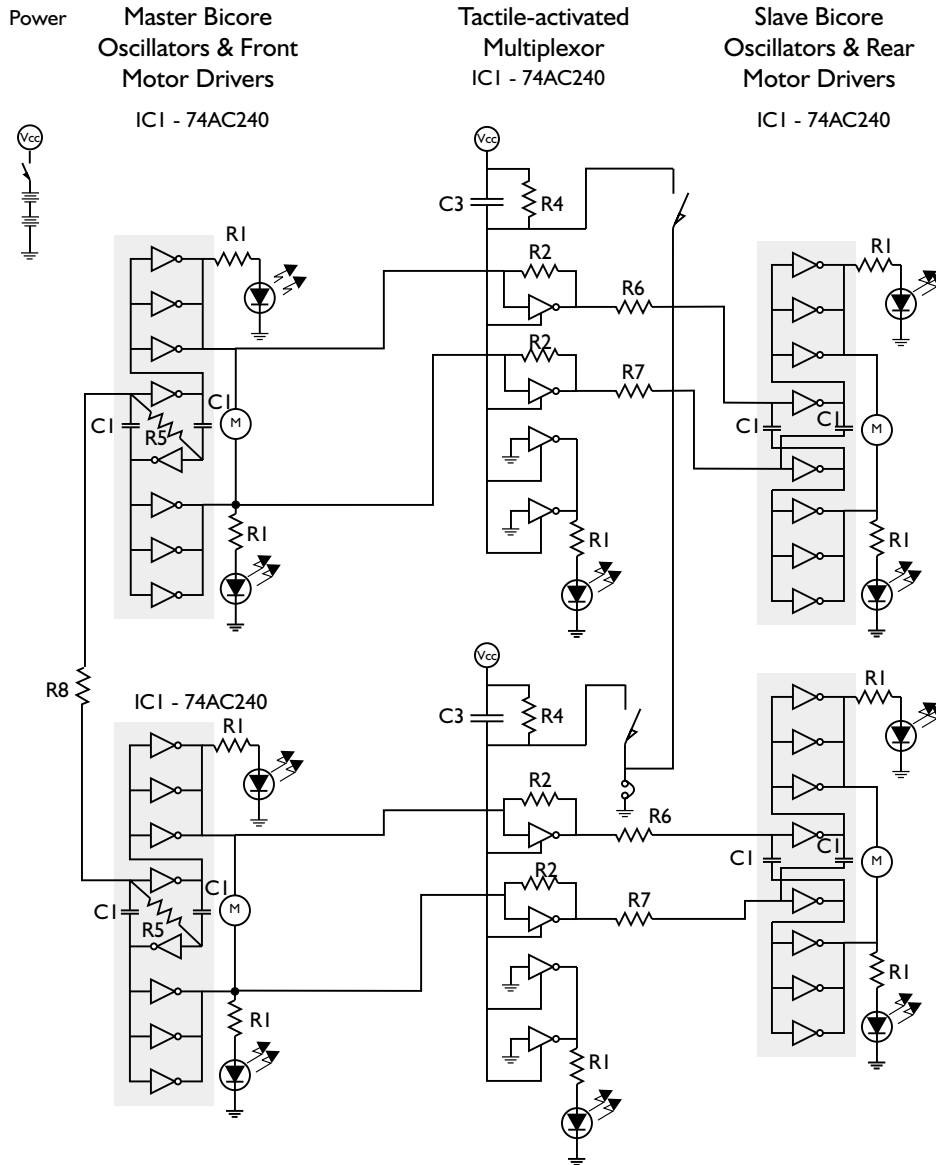 Power
Master Bicore
Oscillators & Front
Motor Drivers
IC1 - 74AC240
Tactile-activated
Multiplexor
IC1 - 74AC240
Slave Bicore
Oscillators & Rear
Motor Drivers
IC1 - 74AC240
Vcc
Vcc
C3
R4
R1
R2
R6
R1
R2
R7
C1
C1
R5
M
C1
C1
M
R1
R1
R1
R8
IC1 - 74AC240
Vcc
C3
R4
R1
R1
R2
R6
R2
R7
C1
C1
R5
M
C1
C1
M
R1
R1
R1